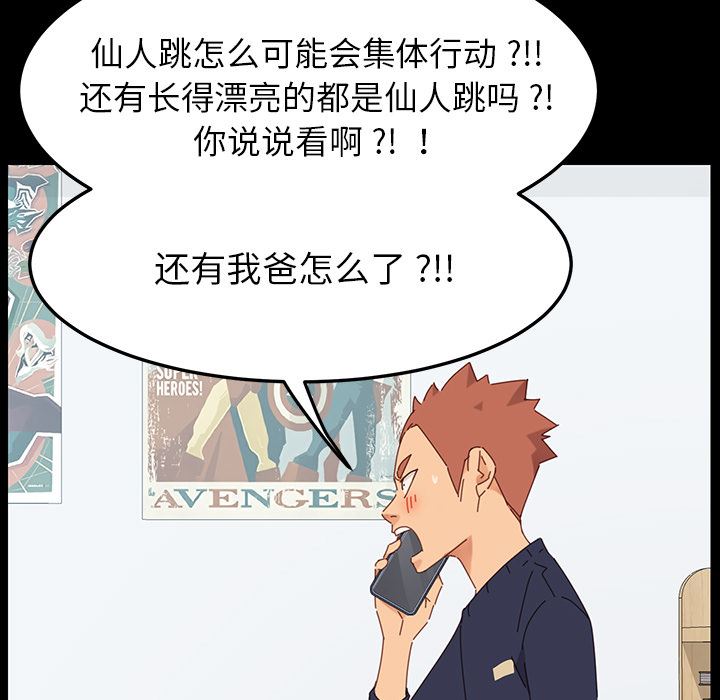 仙人跳怎么可能会集体行动 ?!!
还有长得漂亮的都是仙人跳吗 ?!
你说说看啊 ?! !
还有我爸怎么了 ?!!
SUPER
HEROES!
AVENGERS